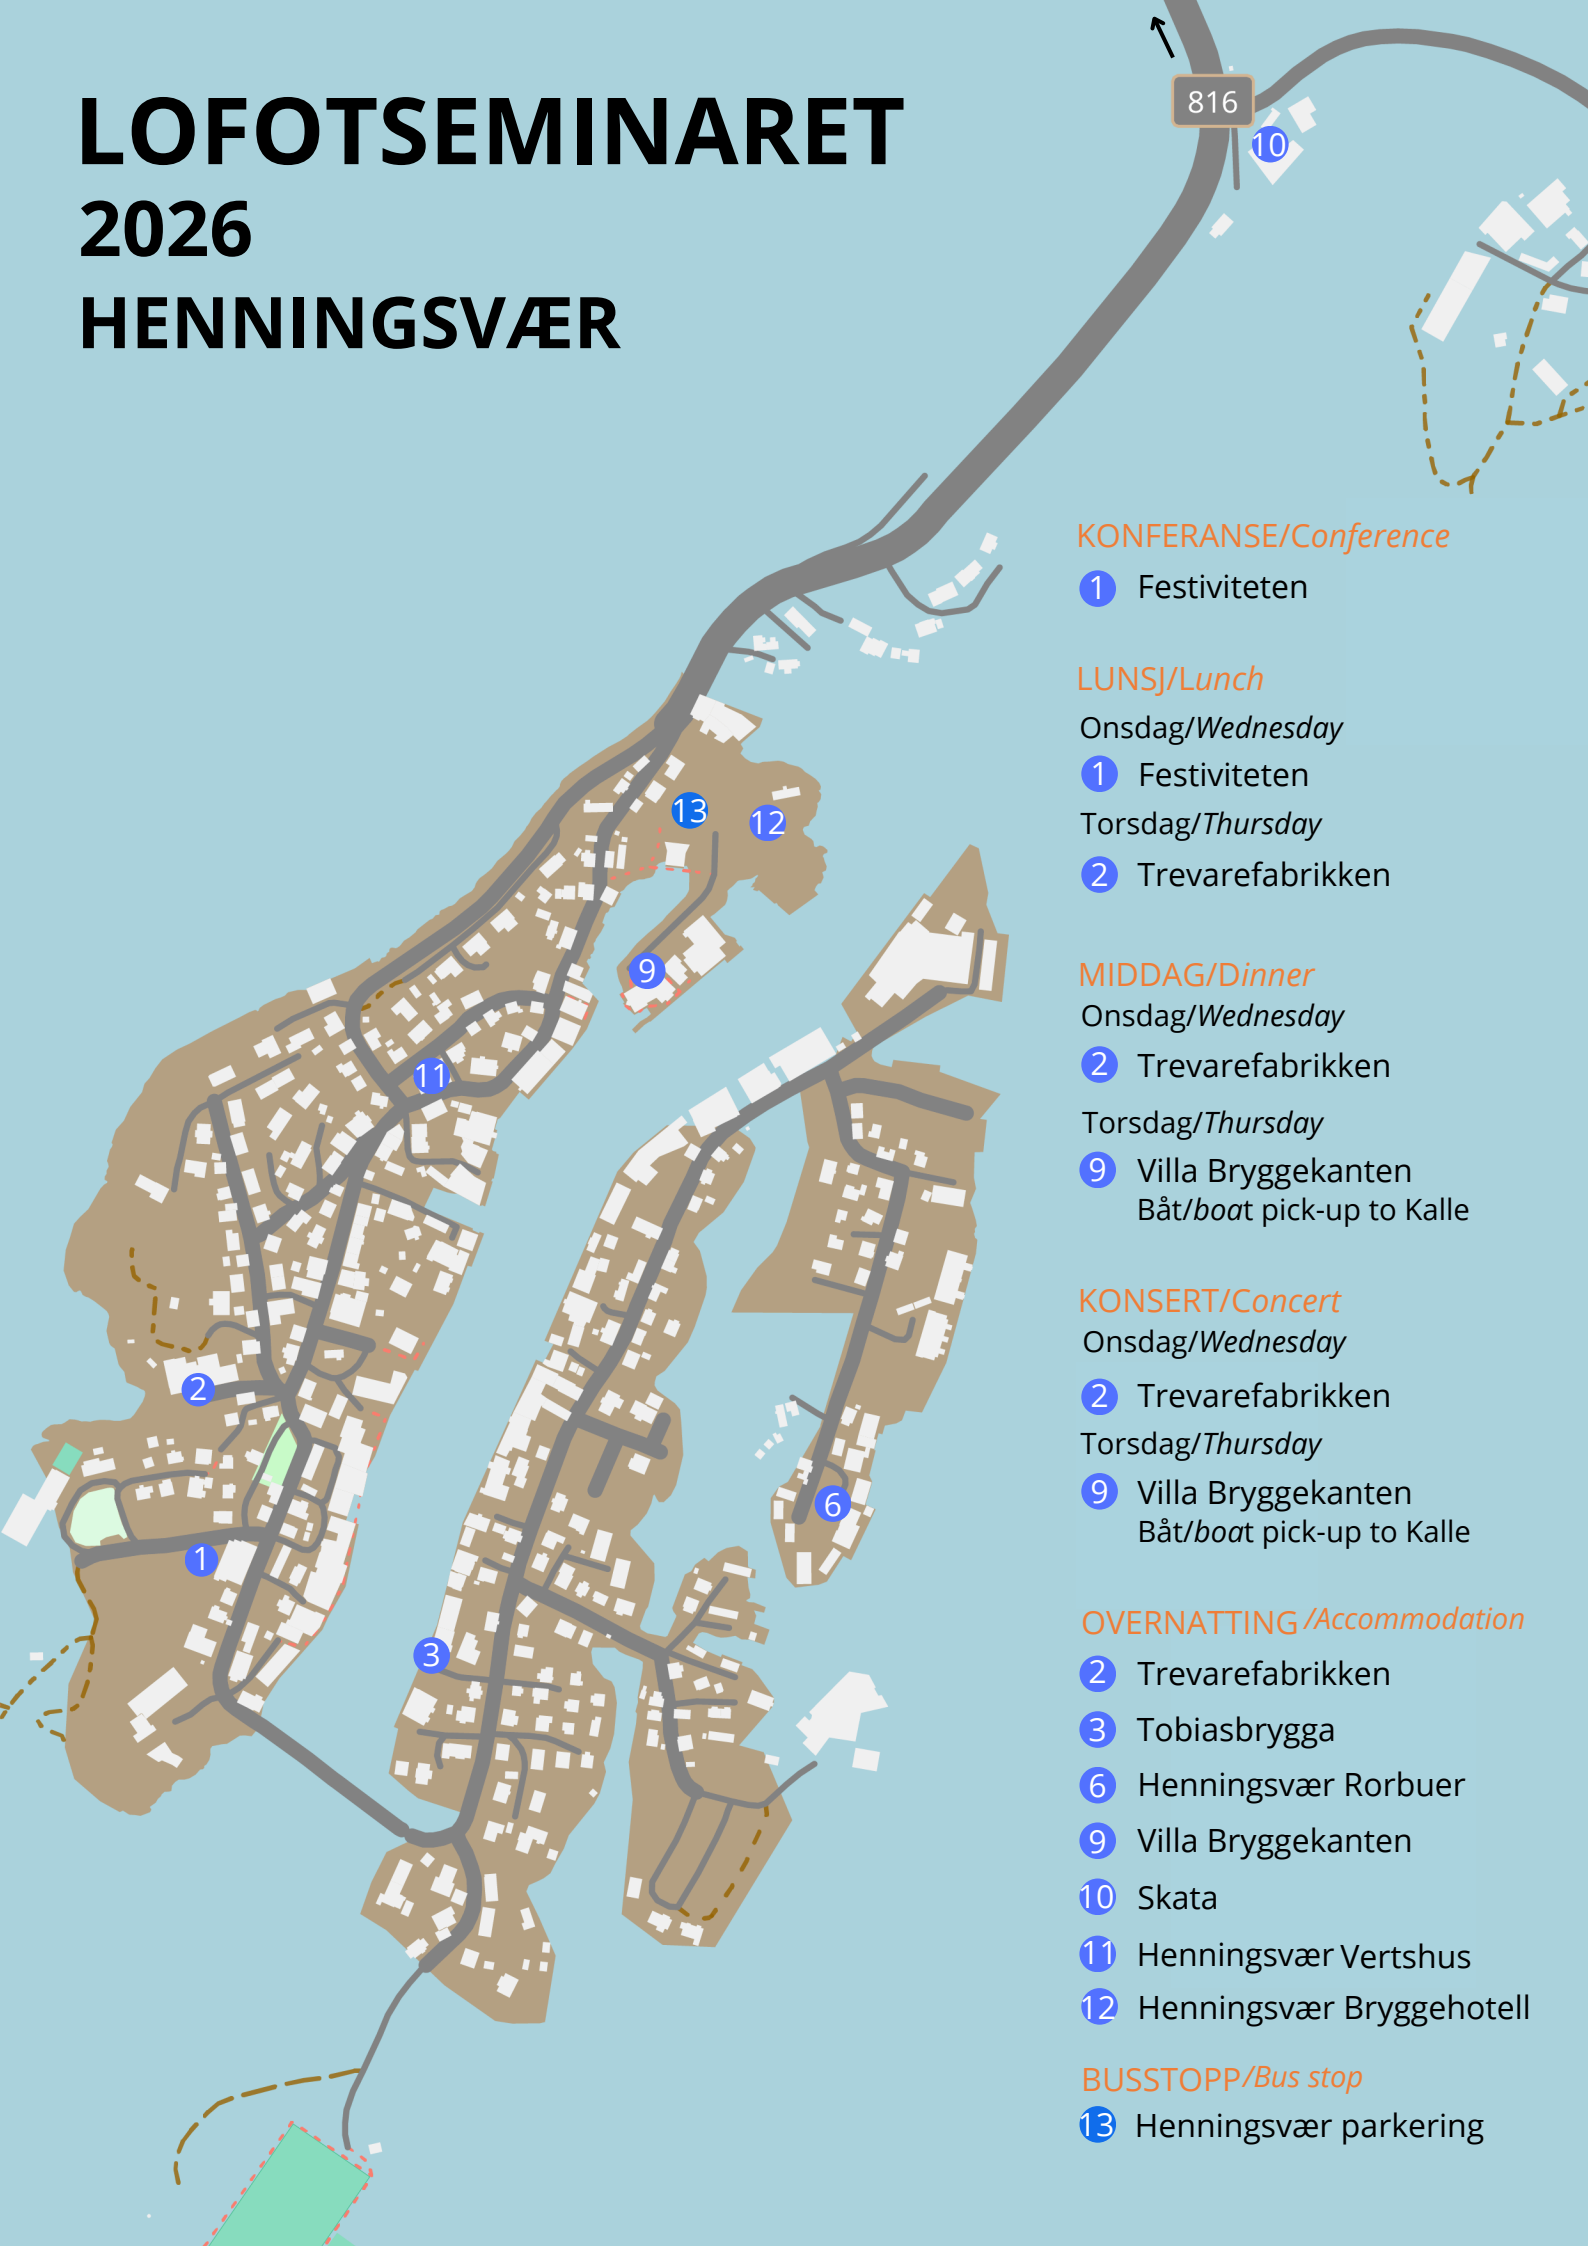 LOFOTSEMINARET
2026
HENNINGSVÆR
816
10
13
12
9
11
2
1
6
3
KONFERANSE/Conference
1 Festiviteten
LUNSJ/Lunch
Onsdag/Wednesday
1 Festiviteten
Torsdag/Thursday
2 Trevarefabrikken
MIDDAG/Dinner
Onsdag/Wednesday
2 Trevarefabrikken
Torsdag/Thursday
9 Villa Bryggekanten
Båt/boat pick-up to Kalle
KONSERT/Concert
Onsdag/Wednesday
2 Trevarefabrikken
Torsdag/Thursday
9 Villa Bryggekanten
Båt/boat pick-up to Kalle
OVERNATTING/Accommodation
2 Trevarefabrikken
3 Tobiasbrygga
6 Henningsvær Rorbuer
9 Villa Bryggekanten
10 Skata
11 Henningsvær Vertshus
12 Henningsvær Bryggehotell
BUSSTOPP/Bus stop
13 Henningsvær parkering